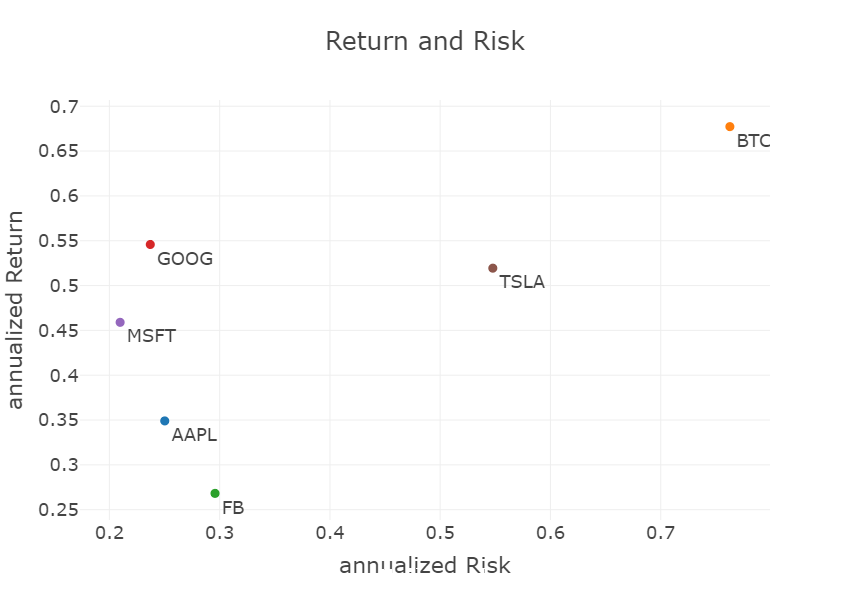 Return and Risk
0.7
0.65
0.6
0.55
0.5
0.45
0.4
0.35
0.3
0.25
annualized Return
BTC
GOOG
TSLA
MSFT
AAPL
FB
0.2 0.3 0.4 0.5 0.6 0.7
annualized Risk